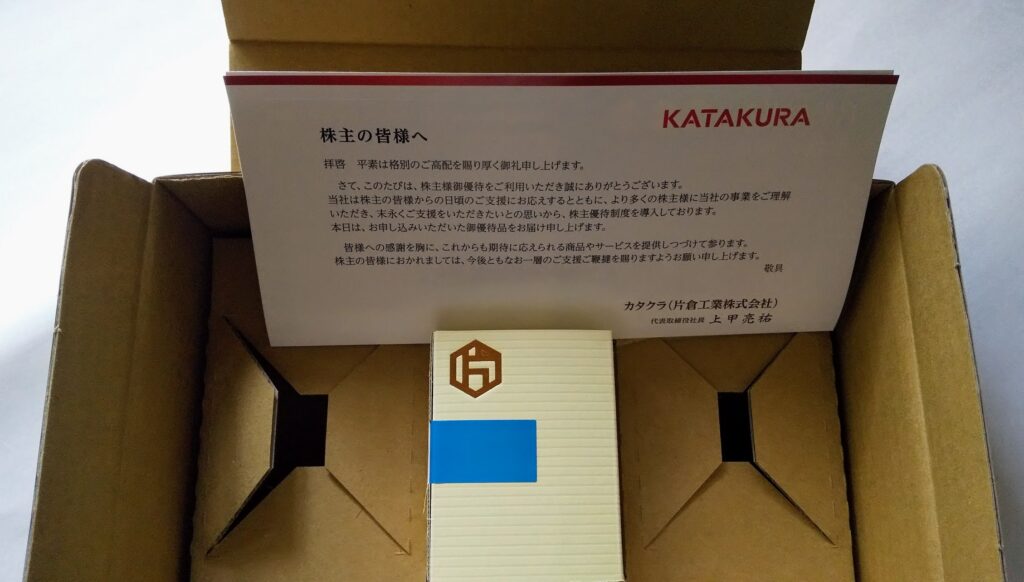 KATAKURA
株主の皆様へ
拝啓　平素は格別のご高配を賜り厚く御礼申し上げます。
さて、このたびは、株主様御優待をご利用いただき誠にありがとうございます。
当社は株主の皆様からの日頃のご支援にお応えするとともに、より多くの株主様に当社の事業をご理解
いただき、末永くご支援をいただきたいとの思いから、株主優待制度を導入しております。
本日は、お申し込みいただいた御優待品をお届け申し上げます。
皆様への感謝を胸に、これからも期待に応えられる商品やサービスを提供しつづけて参ります。
株主の皆様におかれましては、今後ともなお一層のご支援ご鞭撻を賜りますようお願い申し上げます。
敬具
カタクラ（片倉工業株式会社）
代表取締役社長 上甲亮祐